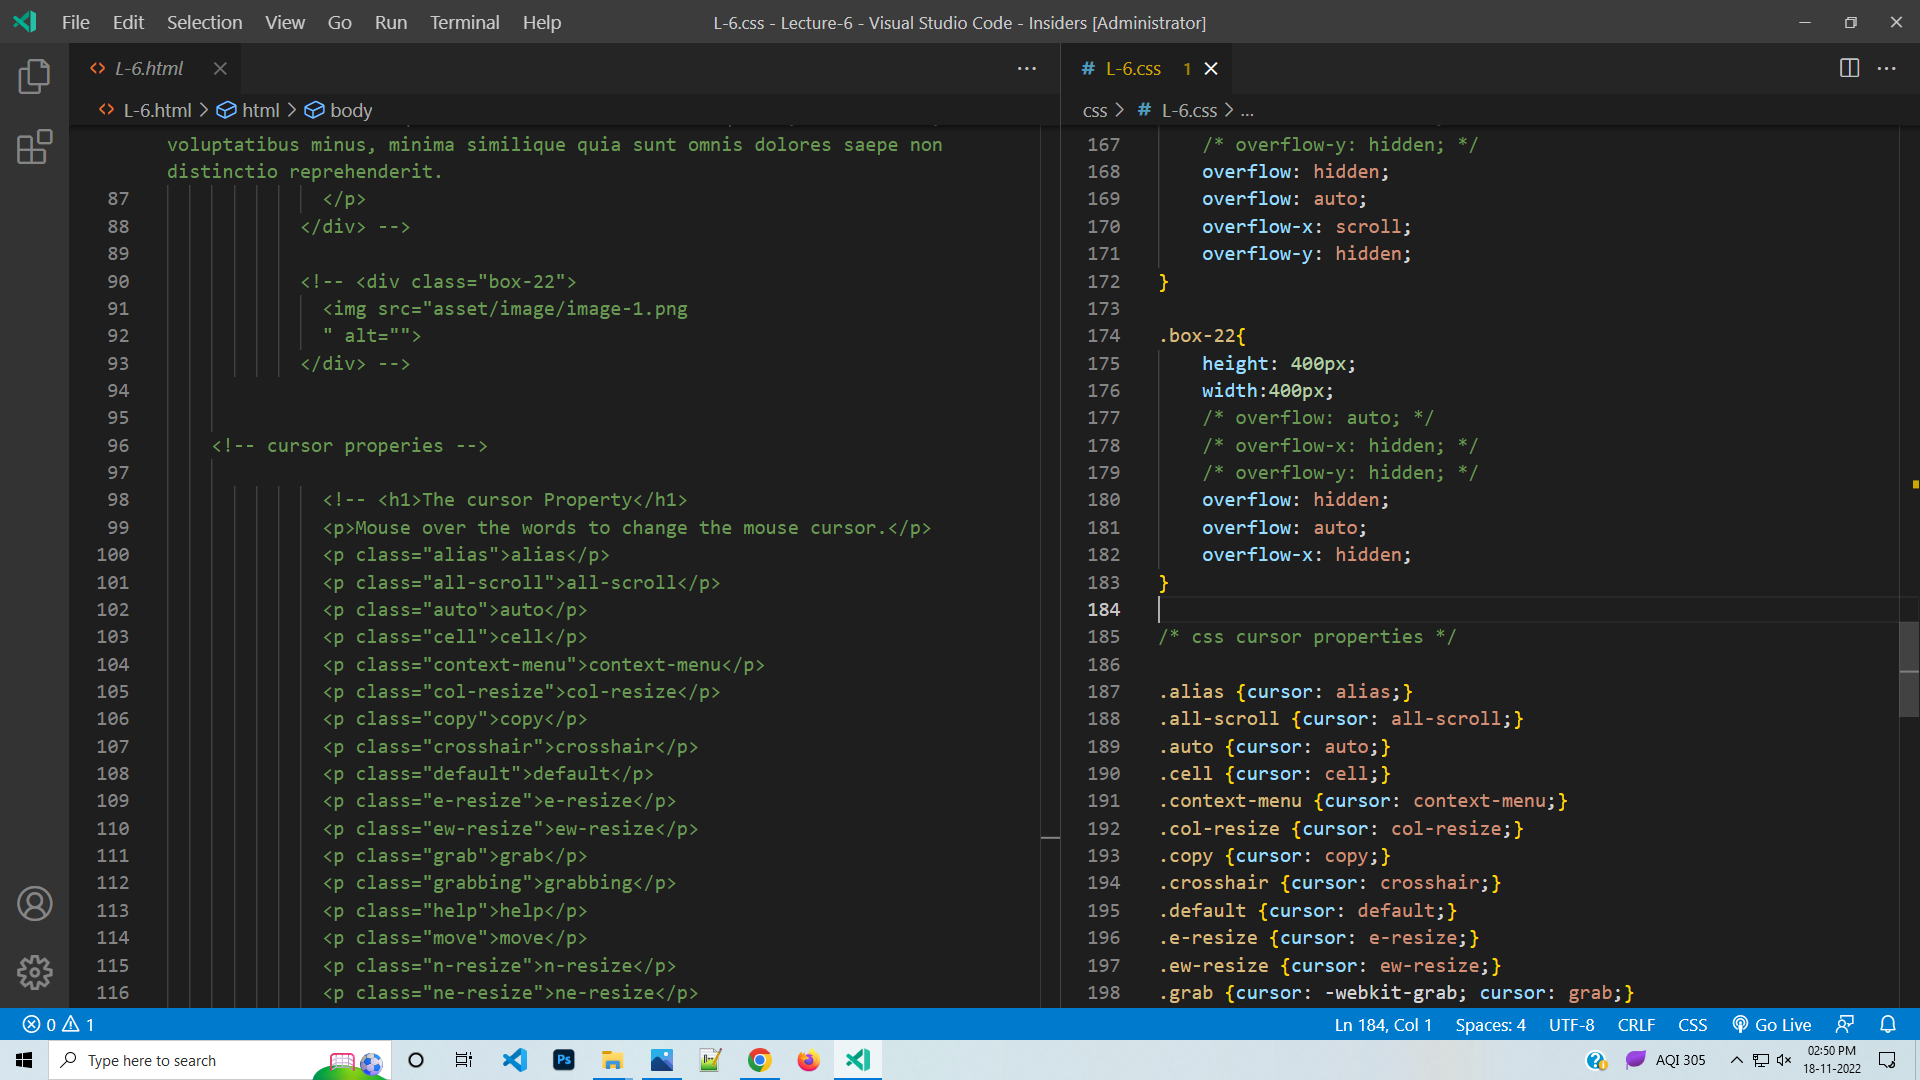 File Edit Selection View Go Run Terminal Help
L-6.css - Lecture-6 - Visual Studio Code - Insiders [Administrator]
L-6.html
L-6.html > html > body
voluptatibus minus, minima similique quia sunt omnis dolores saepe non
distinctio reprehenderit.
87 </p>
88 </div> -->
89
90 <!-- <div class="box-22">
91 <img src="asset/image/image-1.png
92 " alt="">
93 </div> -->
94
95
96 <!-- cursor properies -->
97
98 <!-- <h1>The cursor Property</h1>
99 <p>Mouse over the words to change the mouse cursor.</p>
100 <p class="alias">alias</p>
101 <p class="all-scroll">all-scroll</p>
102 <p class="auto">auto</p>
103 <p class="cell">cell</p>
104 <p class="context-menu">context-menu</p>
105 <p class="col-resize">col-resize</p>
106 <p class="copy">copy</p>
107 <p class="crosshair">crosshair</p>
108 <p class="default">default</p>
109 <p class="e-resize">e-resize</p>
110 <p class="ew-resize">ew-resize</p>
111 <p class="grab">grab</p>
112 <p class="grabbing">grabbing</p>
113 <p class="help">help</p>
114 <p class="move">move</p>
115 <p class="n-resize">n-resize</p>
116 <p class="ne-resize">ne-resize</p>
# L-6.css 1
css > # L-6.css > ...
167 /* overflow-y: hidden; */
168 overflow: hidden;
169 overflow: auto;
170 overflow-x: scroll;
171 overflow-y: hidden;
172 }
173
174 .box-22{
175 height: 400px;
176 width:400px;
177 /* overflow: auto; */
178 /* overflow-x: hidden; */
179 /* overflow-y: hidden; */
180 overflow: hidden;
181 overflow: auto;
182 overflow-x: hidden;
183 }
184
185 /* css cursor properties */
186
187 .alias {cursor: alias;}
188 .all-scroll {cursor: all-scroll;}
189 .auto {cursor: auto;}
190 .cell {cursor: cell;}
191 .context-menu {cursor: context-menu;}
192 .col-resize {cursor: col-resize;}
193 .copy {cursor: copy;}
194 .crosshair {cursor: crosshair;}
195 .default {cursor: default;}
196 .e-resize {cursor: e-resize;}
197 .ew-resize {cursor: ew-resize;}
198 .grab {cursor: -webkit-grab; cursor: grab;}
0 1 Ln 184, Col 1 Spaces: 4 UTF-8 CRLF CSS Go Live
Type here to search
Ps
AQI 305
02:50 PM
18-11-2022